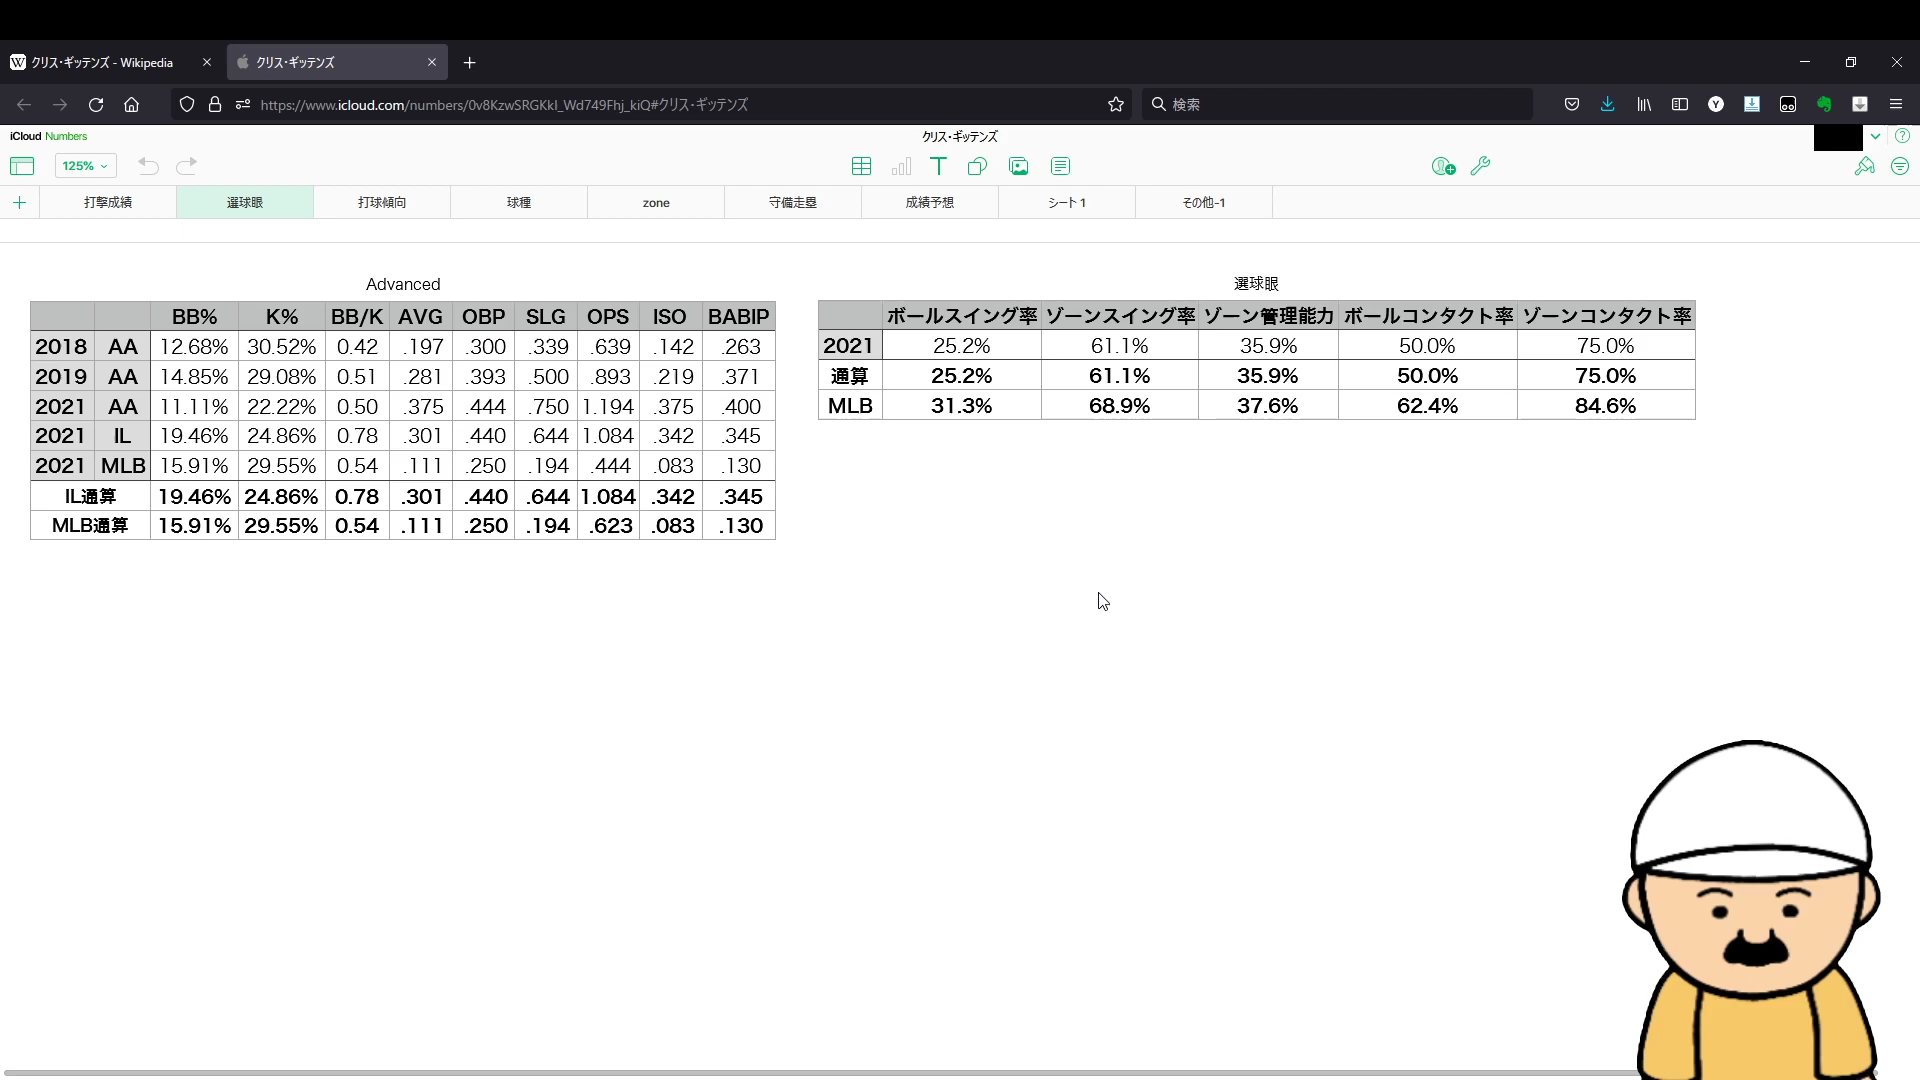 クリス・ギッテンズ - Wikipedia
クリス・ギッテンズ
https://www.icloud.com/numbers/0v8KzwSRGKkI_Wd749Fhj_kiQ#クリス・ギッテンズ
検索
iCloud Numbers
クリス・ギッテンズ
125%
打撃成績 選球眼 打球傾向 球種 zone 守備走塁 成績予想 シート 1 その他-1
Advanced
BB% K% BB/K AVG OBP SLG OPS ISO BABIP
2018 AA 12.68% 30.52% 0.42 .197 .300 .339 .639 .142 .263
2019 AA 14.85% 29.08% 0.51 .281 .393 .500 .893 .219 .371
2021 AA 11.11% 22.22% 0.50 .375 .444 .750 1.194 .375 .400
2021 IL 19.46% 24.86% 0.78 .301 .440 .644 1.084 .342 .345
2021 MLB 15.91% 29.55% 0.54 .111 .250 .194 .444 .083 .130
IL通算 19.46% 24.86% 0.78 .301 .440 .644 1.084 .342 .345
MLB通算 15.91% 29.55% 0.54 .111 .250 .194 .623 .083 .130
選球眼
ボールスイング率 ゾーンスイング率 ゾーン管理能力 ボールコンタクト率 ゾーンコンタクト率
2021 25.2% 61.1% 35.9% 50.0% 75.0%
通算 25.2% 61.1% 35.9% 50.0% 75.0%
MLB 31.3% 68.9% 37.6% 62.4% 84.6%